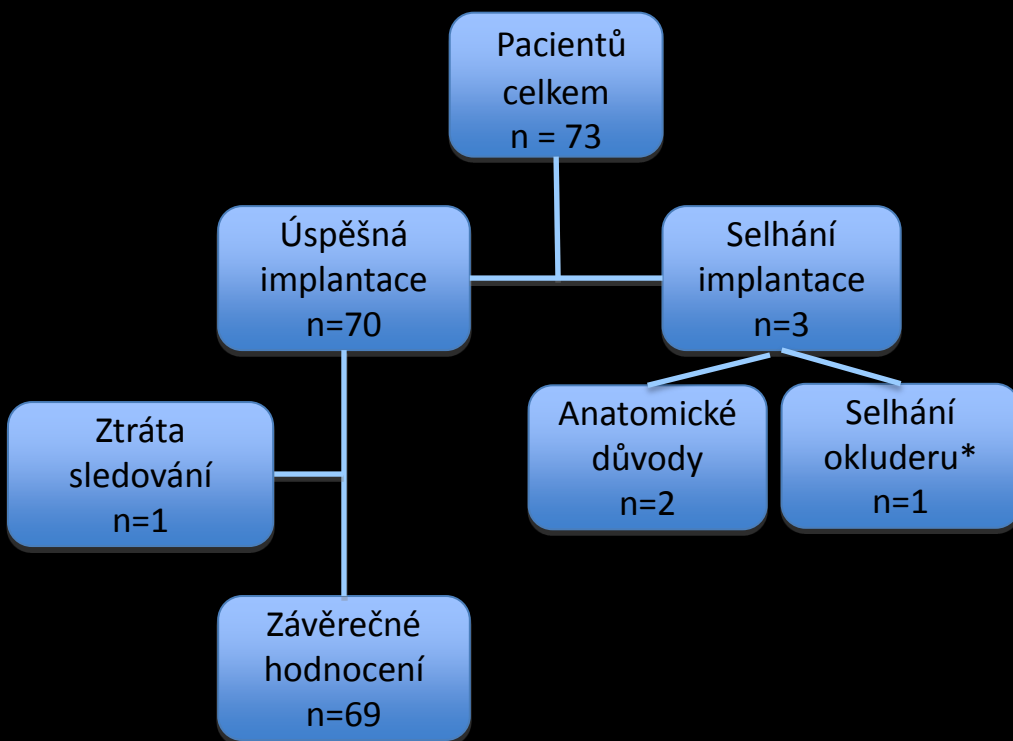 Pacientů
celkem
n = 73
Úspěšná
implantace
n=70
Selhání
implantace
n=3
Ztráta
sledování
n=1
Anatomické
důvody
n=2
Selhání
okluderu*
n=1
Závěrečné
hodnocení
n=69